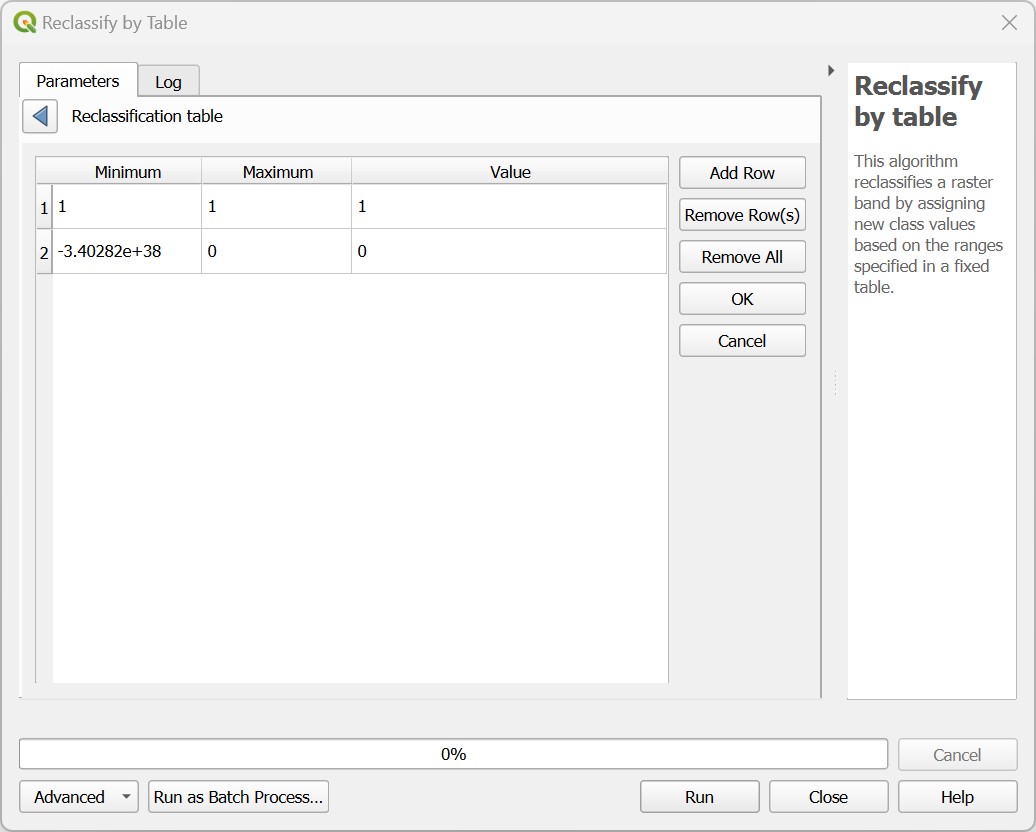 Reclassify by Table
Parameters
Log
Reclassification table
Minimum Maximum Value
1 1 1 1
2 -3.40282e+38 0 0
Add Row
Remove Row(s)
Remove All
OK
Cancel
Reclassify
by table
This algorithm
reclassifies a raster
band by assigning
new class values
based on the ranges
specified in a fixed
table.
0%
Cancel
Advanced
Run as Batch Process...
Run
Close
Help